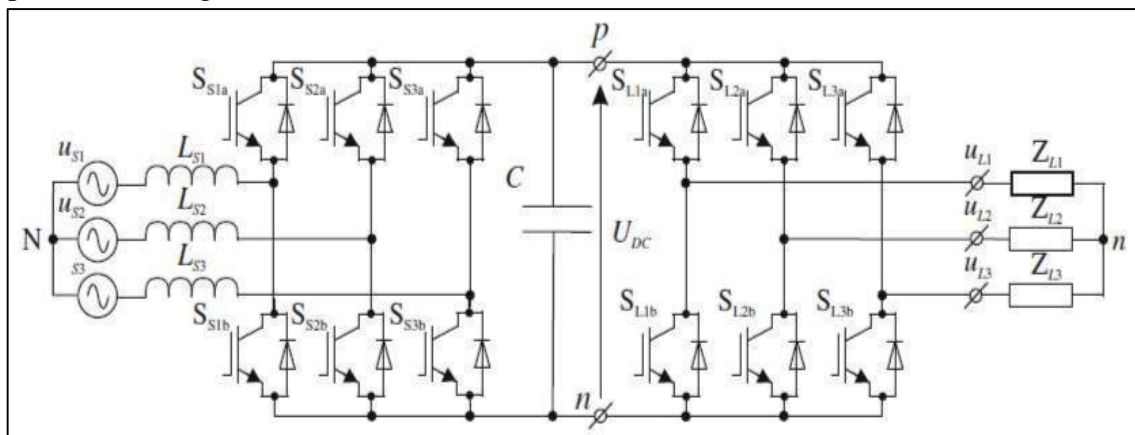 p
S_S1a S_S2a S_S3a S_L1a S_L2a S_L3a
u_S1 L_S1 u_L1 Z_L1
C
u_S2 L_S2 u_L2 Z_L2
N U_DC n
S3 L_S3 u_L3 Z_L3
S_S1b S_S2b S_S3b S_L1b S_L2b S_L3b
n